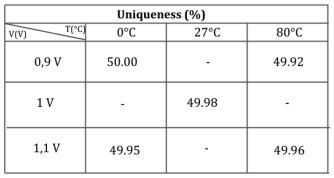 Uniqueness (%)
V(V) T(°C) 0°C 27°C 80°C
0,9 V 50.00 - 49.92
1 V - 49.98 -
1,1 V 49.95 - 49.96